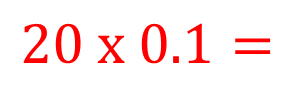 20 x 0.1 =